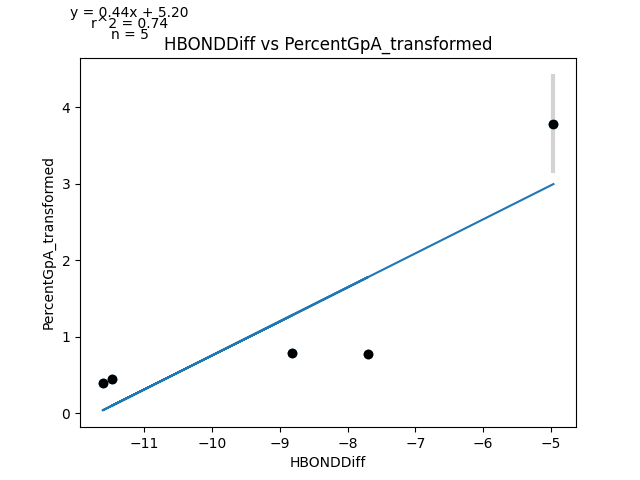 y = 0.44x + 5.20
r^2 = 0.74
n = 5
HBONDDiff vs PercentGpA_transformed
PercentGpA_transformed
4
3
2
1
0
−11
−10
−9
−8
−7
−6
−5
HBONDDiff